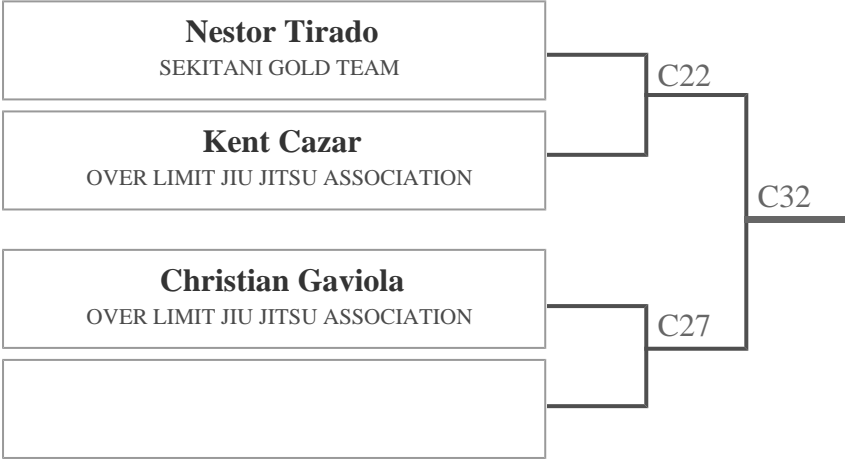 Nestor Tirado
SEKITANI GOLD TEAM
C22
Kent Cazar
OVER LIMIT JIU JITSU ASSOCIATION
C32
Christian Gaviola
OVER LIMIT JIU JITSU ASSOCIATION
C27